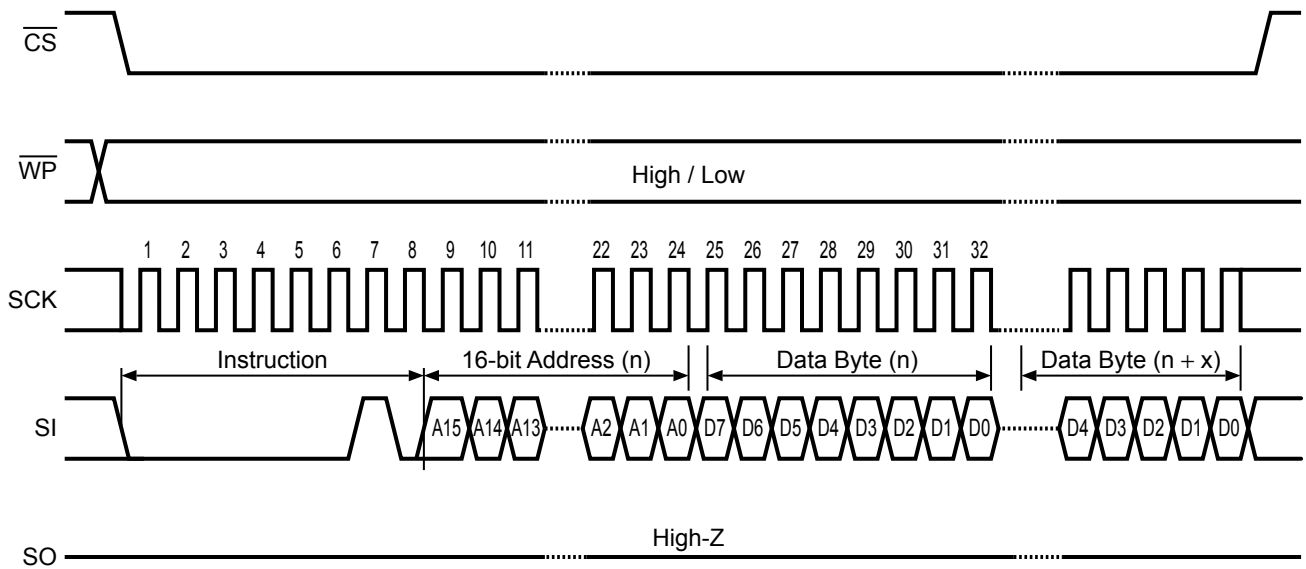 CS
WP
High / Low
1 2 3 4 5 6 7 8 9 10 11 22 23 24 25 26 27 28 29 30 31 32
SCK
Instruction 16-bit Address (n) Data Byte (n) Data Byte (n + x)
SI A15 A14 A13 A2 A1 A0 D7 D6 D5 D4 D3 D2 D1 D0 D4 D3 D2 D1 D0
High-Z
SO